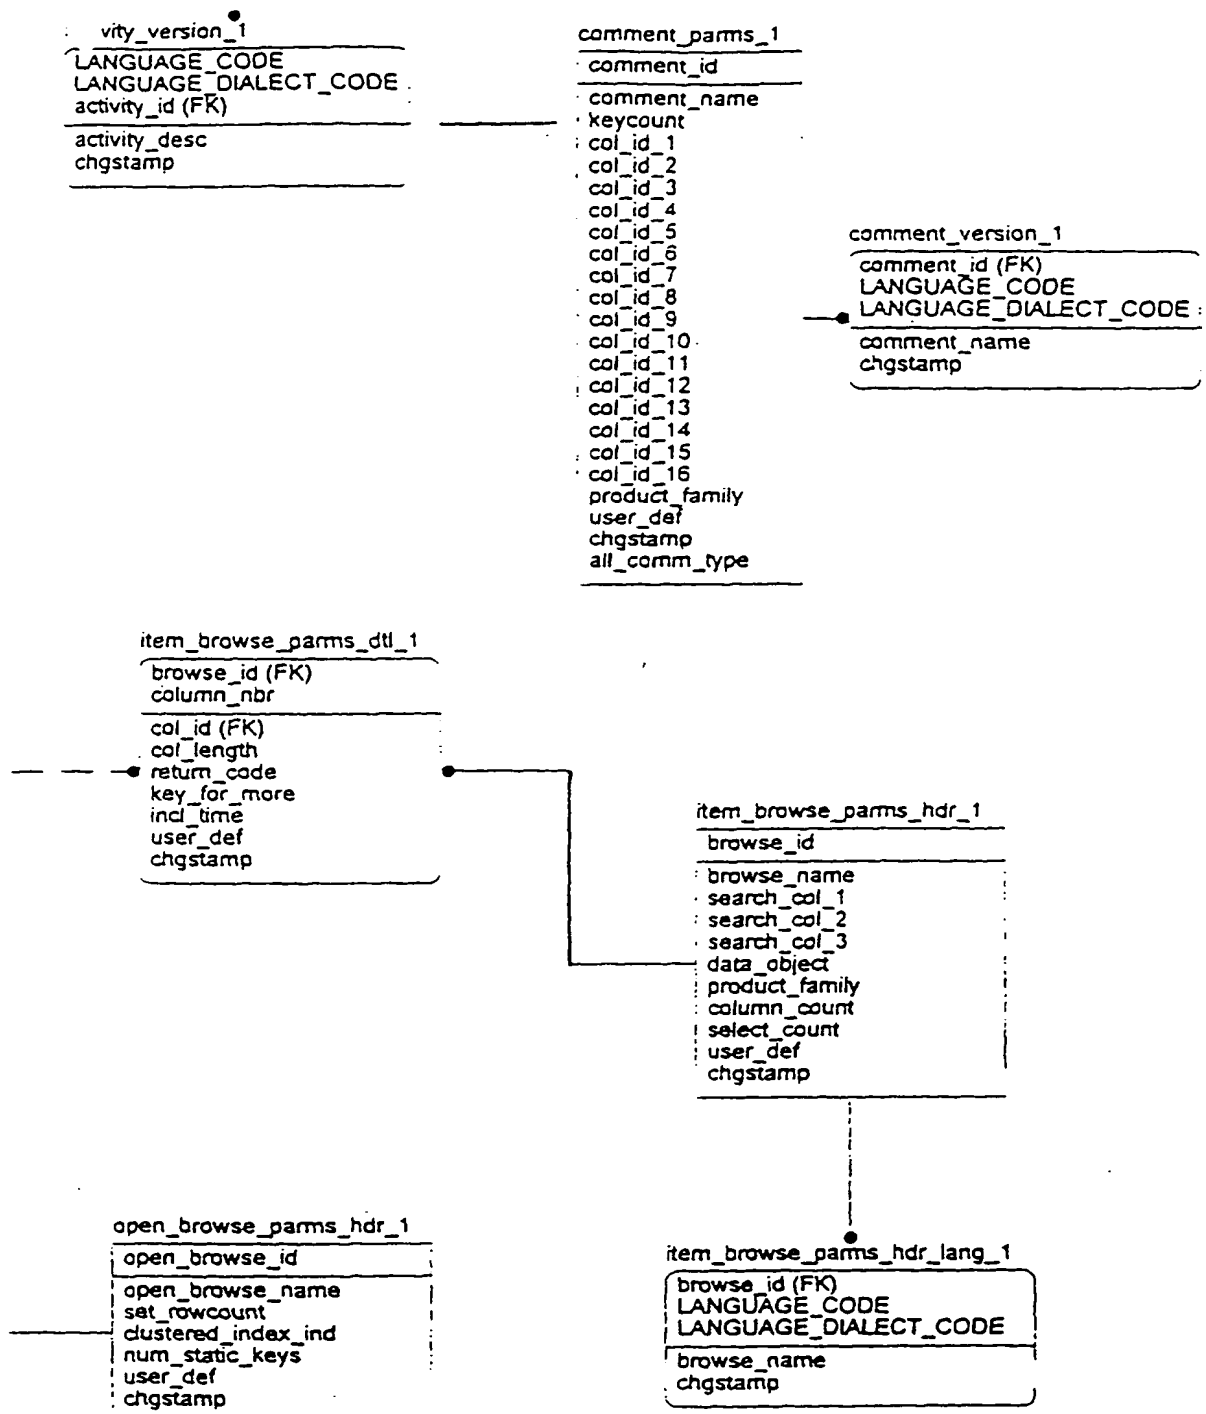 vity_version_1
LANGUAGE_CODE
LANGUAGE_DIALECT_CODE
activity_id (FK)
activity_desc
chgstamp
comment_parms_1
comment_id
comment_name
keycount
col_id_1
col_id_2
col_id_3
col_id_4
col_id_5
col_id_6
col_id_7
col_id_8
col_id_9
col_id_10
col_id_11
col_id_12
col_id_13
col_id_14
col_id_15
col_id_16
product_family
user_def
chgstamp
all_comm_type
comment_version_1
comment_id (FK)
LANGUAGE_CODE
LANGUAGE_DIALECT_CODE
comment_name
chgstamp
item_browse_parms_dtl_1
browse_id (FK)
column_nbr
col_id (FK)
col_length
return_code
key_for_more
incl_time
user_def
chgstamp
item_browse_parms_hdr_1
browse_id
browse_name
search_col_1
search_col_2
search_col_3
data_object
product_family
column_count
select_count
user_def
chgstamp
open_browse_parms_hdr_1
open_browse_id
open_browse_name
set_rowcount
clustered_index_ind
num_static_keys
user_def
chgstamp
item_browse_parms_hdr_lang_1
browse_id (FK)
LANGUAGE_CODE
LANGUAGE_DIALECT_CODE
browse_name
chgstamp